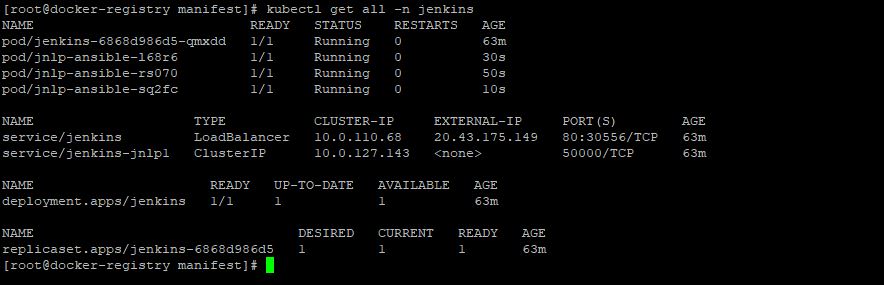 [root@docker-registry manifest]# kubectl get all -n jenkins
NAME READY STATUS RESTARTS AGE
pod/jenkins-6868d986d5-qmxdd 1/1 Running 0 63m
pod/jnlp-ansible-l68r6 1/1 Running 0 30s
pod/jnlp-ansible-rs070 1/1 Running 0 50s
pod/jnlp-ansible-sq2fc 1/1 Running 0 10s
NAME TYPE CLUSTER-IP EXTERNAL-IP PORT(S) AGE
service/jenkins LoadBalancer 10.0.110.68 20.43.175.149 80:30556/TCP 63m
service/jenkins-jnlpl ClusterIP 10.0.127.143 <none> 50000/TCP 63m
NAME READY UP-TO-DATE AVAILABLE AGE
deployment.apps/jenkins 1/1 1 1 63m
NAME DESIRED CURRENT READY AGE
replicaset.apps/jenkins-6868d986d5 1 1 1 63m
[root@docker-registry manifest]#